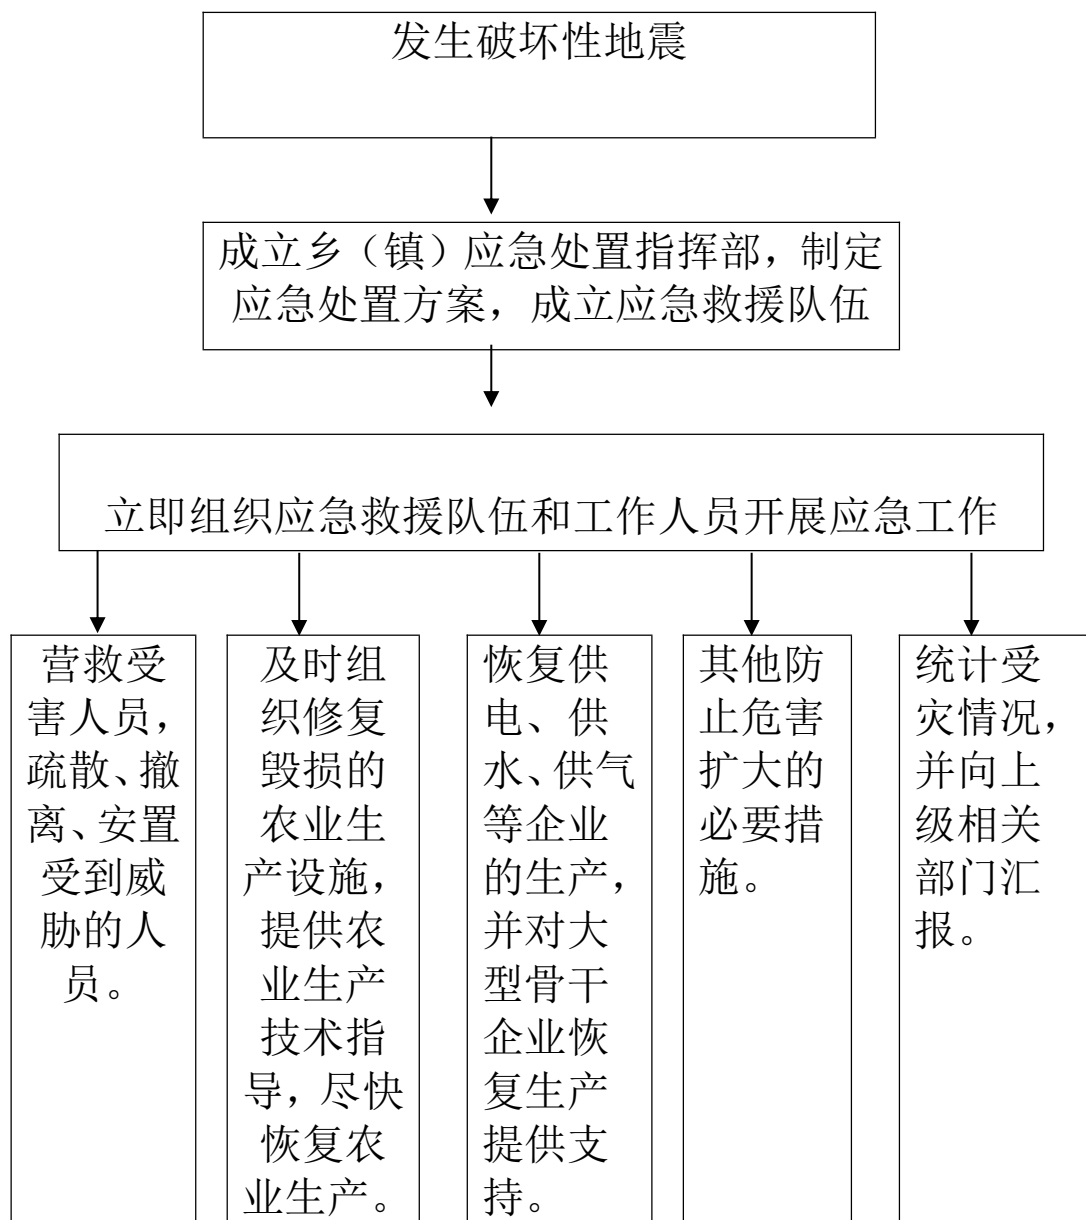 发生破坏性地震
成立乡（镇）应急处置指挥部，制定
应急处置方案，成立应急救援队伍
立即组织应急救援队伍和工作人员开展应急工作
营救受
害人员，
疏散、撤
离、安置
受到威
胁的人
员。
及时组
织修复
毁损的
农业生
产设施，
提供农
业生产
技术指
导，尽快
恢复农
业生产。
恢复供
电、供
水、供气
等企业
的生产，
并对大
型骨干
企业恢
复生产
提供支
持。
其他防
止危害
扩大的
必要措
施。
统计受
灾情况，
并向上
级相关
部门汇
报。